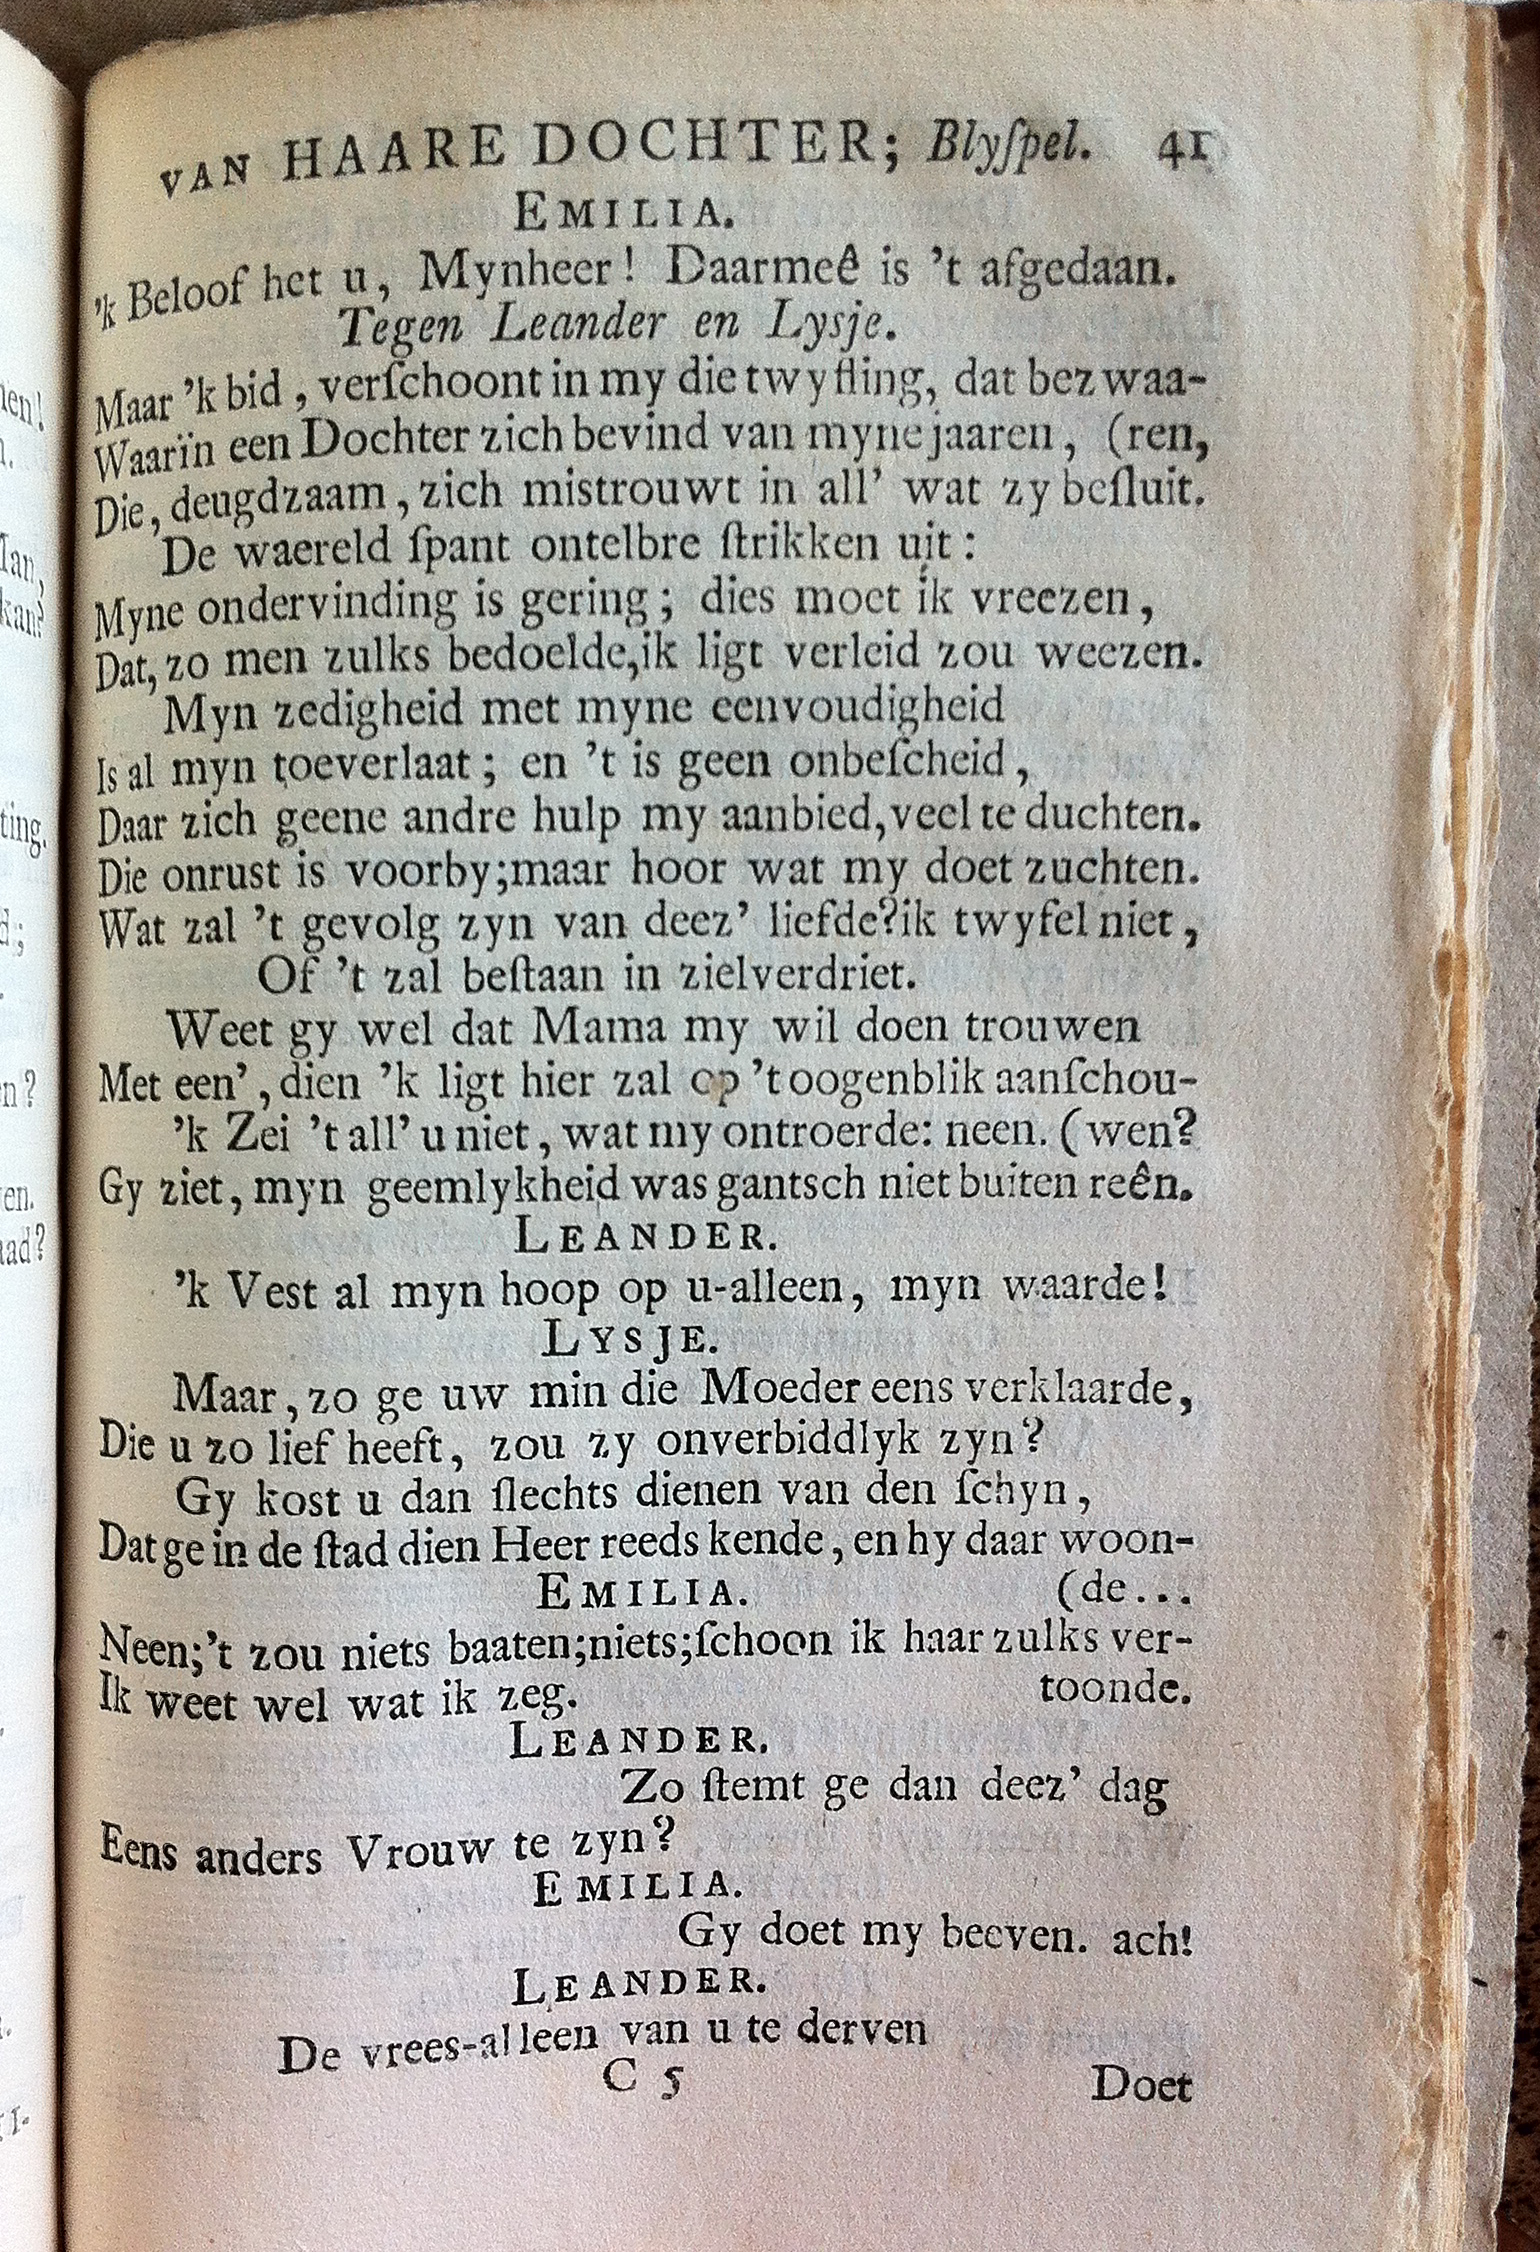 VAN HAARE DOCHTER; Blyſpel. 41
EMILIA.
'k Beloof het u, Mynheer! Daarmeê is 't afgedaan.
Tegen Leander en Lysje.
Maar 'k bid, verſchoont in my die twyfling, dat bezwaa-
Waarïn een Dochter zich bevind van myne jaaren, (ren,
Die, deugdzaam, zich mistrouwt in all' wat zy beſluit.
De waereld ſpant ontelbre ſtrikken uit:
Myne ondervinding is gering; dies moet ik vreezen,
Dat, zo men zulks bedoelde, ik ligt verleid zou weezen.
Myn zedigheid met myne eenvoudigheid
Is al myn toeverlaat; en 't is geen onbeſcheid,
Daar zich geene andre hulp my aanbied, veel te duchten.
Die onrust is voorby; maar hoor wat my doet zuchten.
Wat zal 't gevolg zyn van deez' liefde? ik twyfel niet,
Of 't zal beſtaan in zielverdriet.
Weet gy wel dat Mama my wil doen trouwen
Met een', dien 'k ligt hier zal op 't oogenblik aanſchou-
'k Zei 't all' u niet, wat my ontroerde: neen. (wen?
Gy ziet, myn geemlykheid was gantsch niet buiten reên.
LEANDER.
'k Vest al myn hoop op u-alleen, myn waarde!
LYSJE.
Maar, zo ge uw min die Moeder eens verklaarde,
Die u zo lief heeft, zou zy onverbiddlyk zyn?
Gy kost u dan ſlechts dienen van den ſchyn,
Dat ge in de ſtad dien Heer reeds kende, en hy daar woon-
EMILIA. (de...
Neen; 't zou niets baaten; niets; ſchoon ik haar zulks ver-
Ik weet wel wat ik zeg. toonde.
LEANDER.
Zo ſtemt ge dan deez' dag
Eens anders Vrouw te zyn?
EMILIA.
Gy doet my beeven. ach!
LEANDER.
De vrees-alleen van u te derven
C 5 Doet